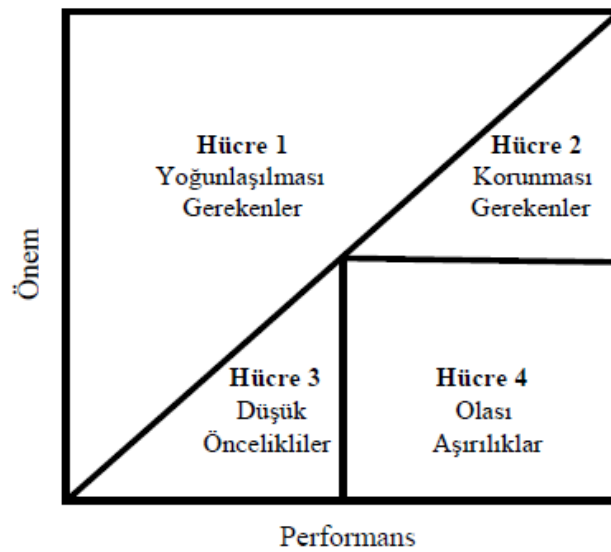 Hücre 1
Yoğunlaşılması
Gerekenler
Hücre 2
Korunması
Gerekenler
Önem
Hücre 3
Düşük
Öncelikliler
Hücre 4
Olası
Aşırılıklar
Performans